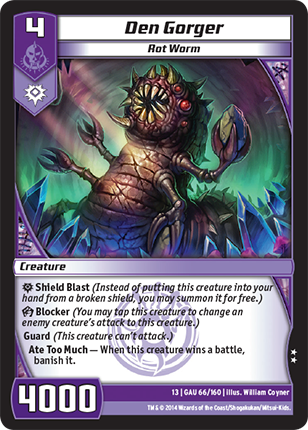 4
Den Gorger
Rot Worm
Creature
Shield Blast (Instead of putting this creature into your
hand from a broken shield, you may summon it for free.)
Blocker (You may tap this creature to change an
enemy creature's attack to this creature.)
Guard (This creature can't attack.)
Ate Too Much — When this creature wins a battle,
banish it.
4000
13 | GAU 66/160 | illus. William Coyner
TM & © 2014 Wizards of the Coast/Shogakukan/Mitsui-Kids.